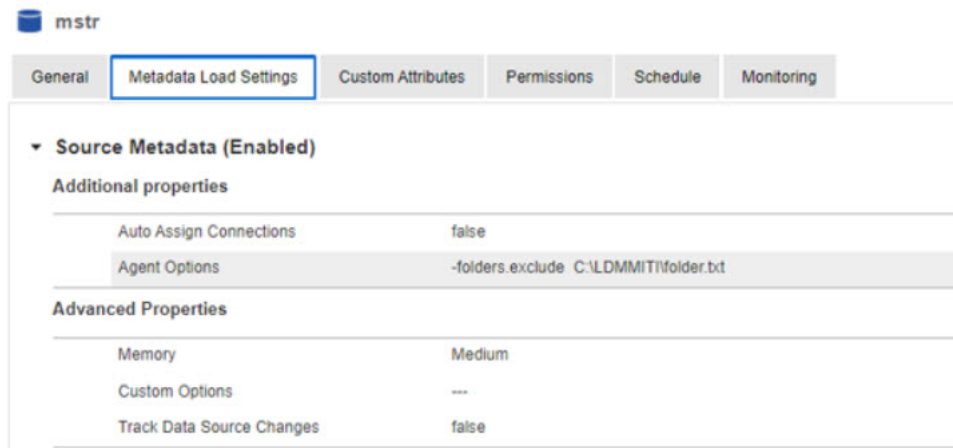 mstr
General Metadata Load Settings Custom Attributes Permissions Schedule Monitoring
Source Metadata (Enabled)
Additional properties
Auto Assign Connections false
Agent Options -folders.exclude C:\LDMMITI\folder.txt
Advanced Properties
Memory Medium
Custom Options ---
Track Data Source Changes false